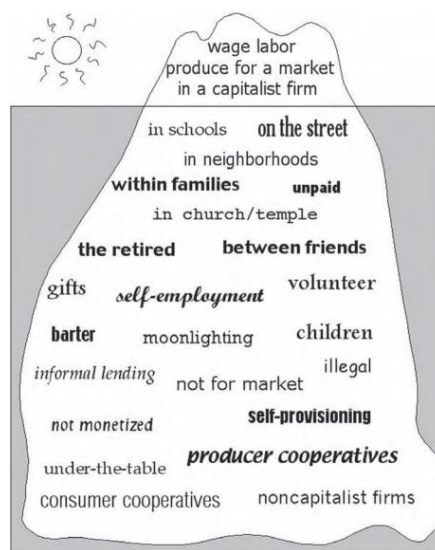 wage labor
produce for a market
in a capitalist firm
in schools on the street
in neighborhoods
within families unpaid
in church/temple
the retired between friends
gifts self-employment volunteer
barter moonlighting children
informal lending not for market illegal
not monetized self-provisioning
under-the-table producer cooperatives
consumer cooperatives noncapitalist firms